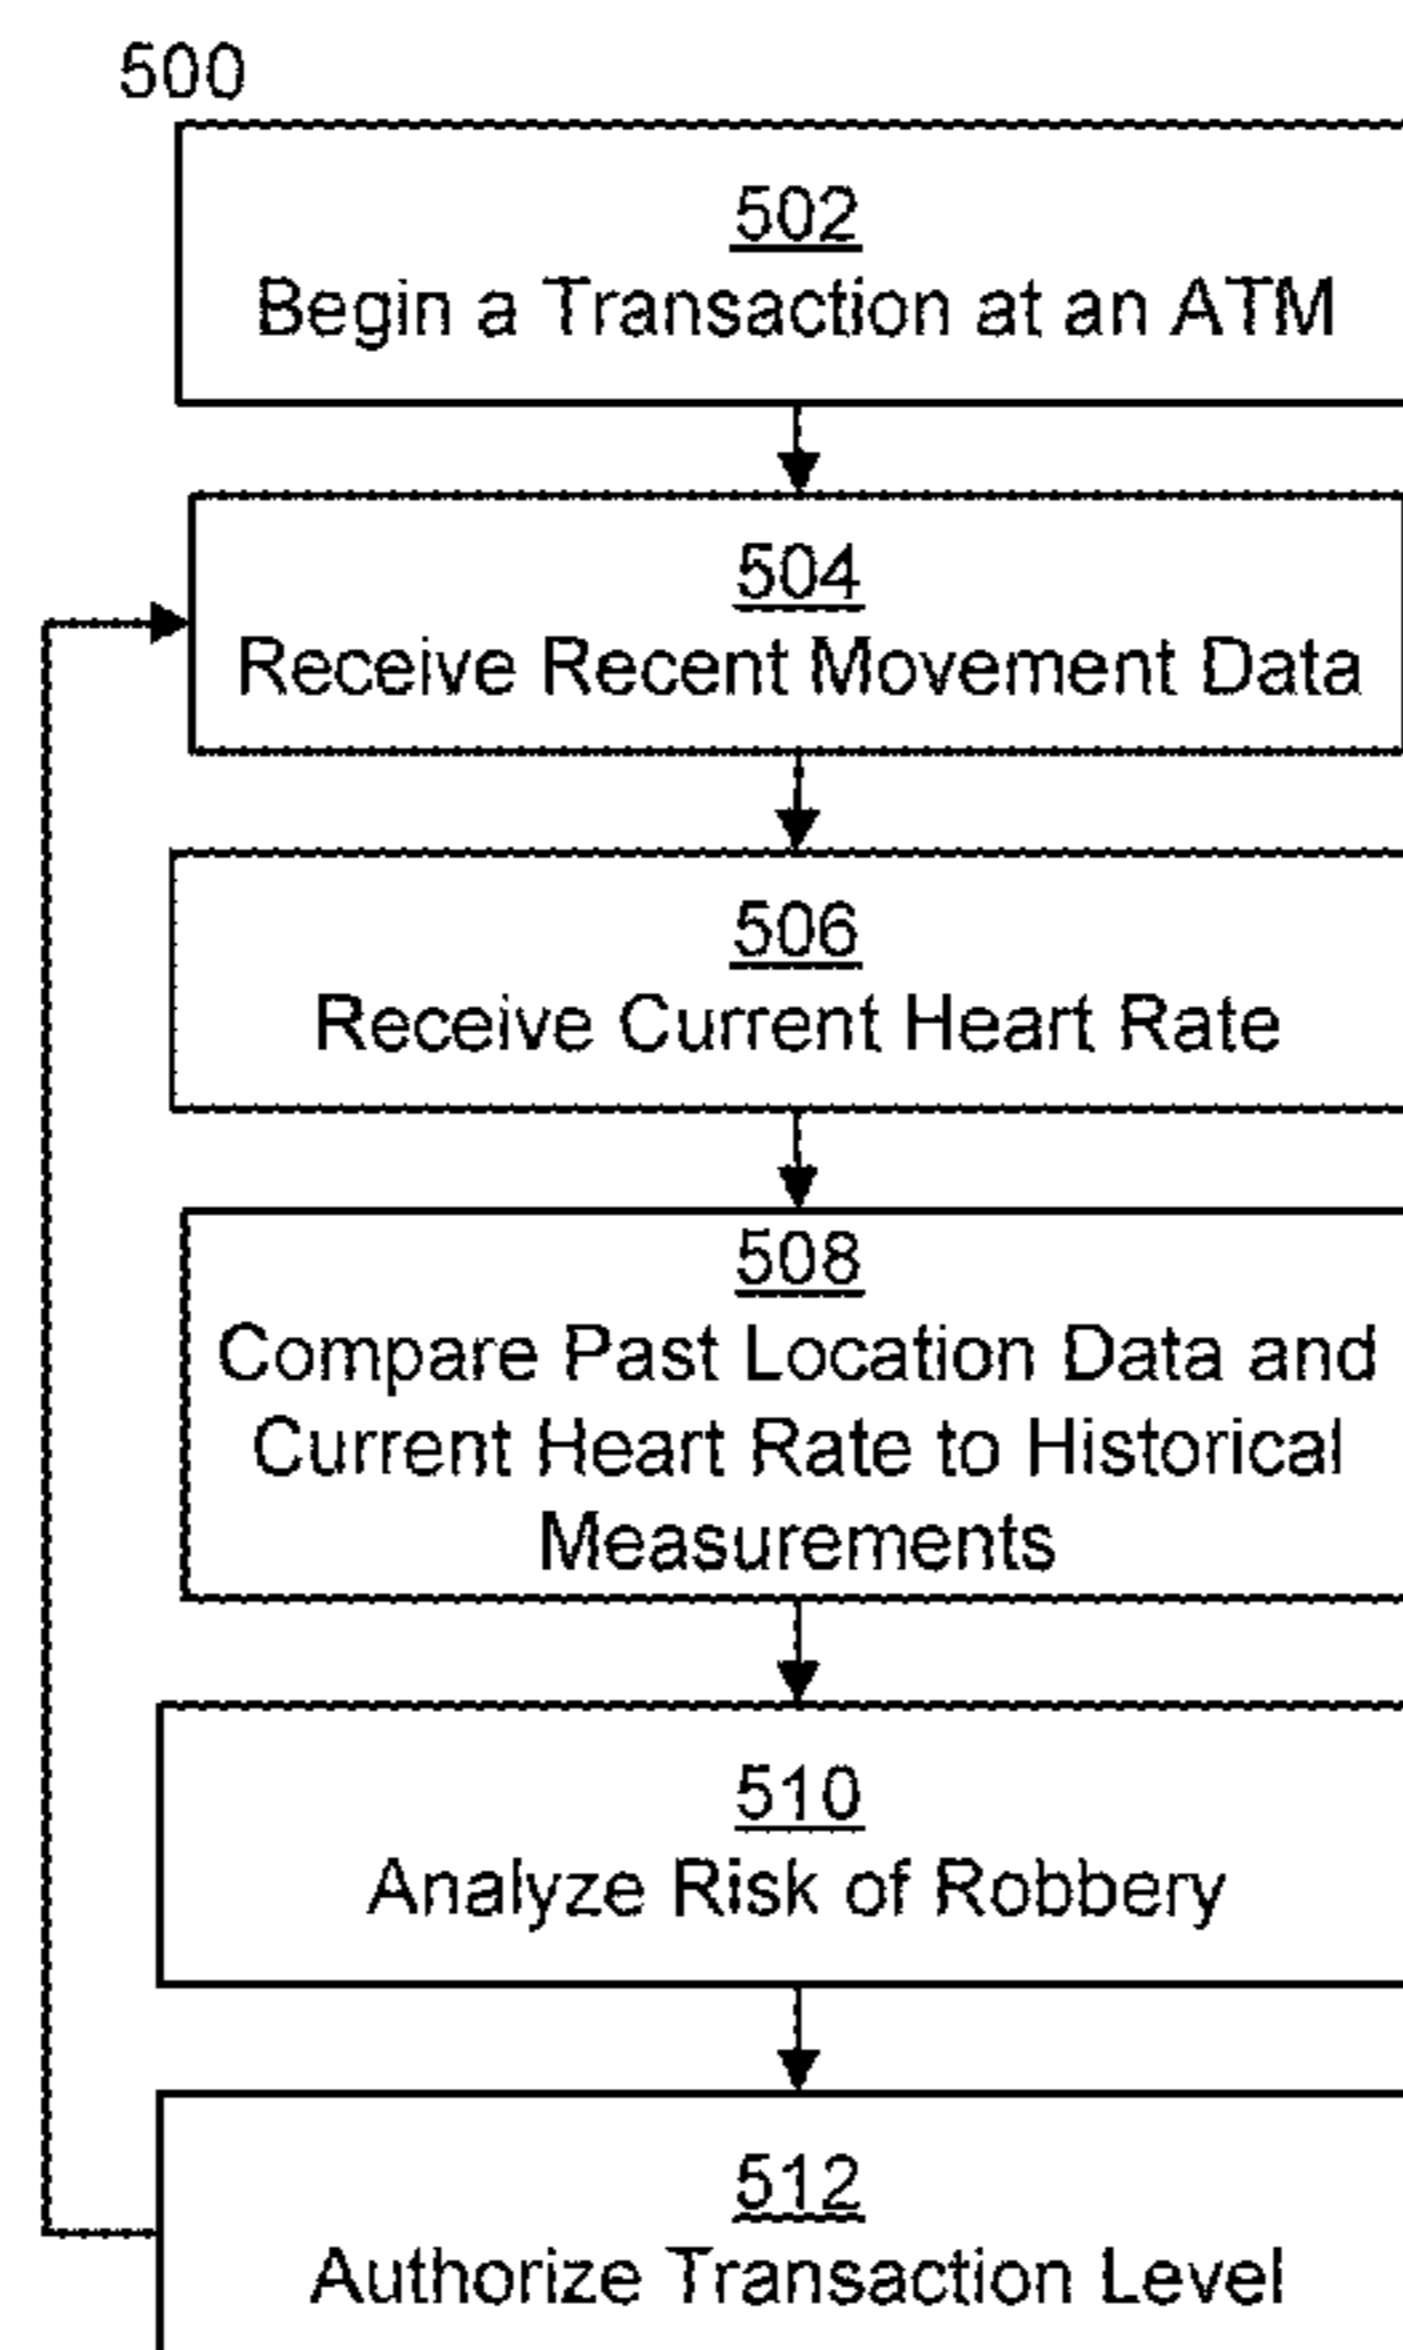 500
502
Begin a Transaction at an ATM
504
Receive Recent Movement Data
506
Receive Current Heart Rate
508
Compare Past Location Data and
Current Heart Rate to Historical
Measurements
510
Analyze Risk of Robbery
512
Authorize Transaction Level